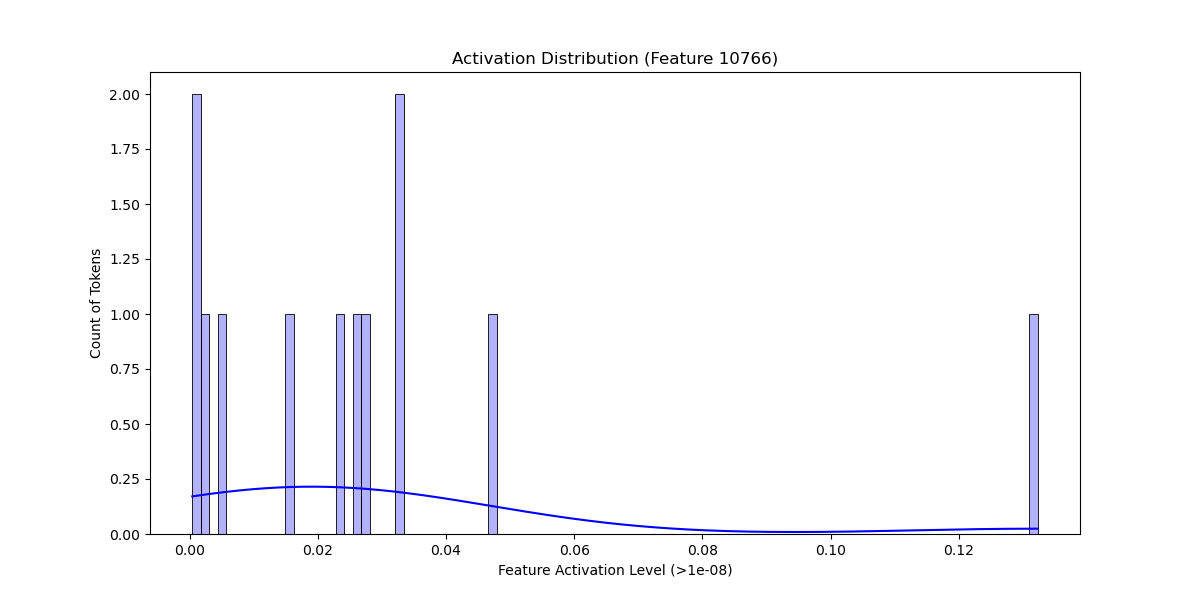 Activation Distribution (Feature 10766)
Count of Tokens
2.00
1.75
1.50
1.25
1.00
0.75
0.50
0.25
0.00
0.00 0.02 0.04 0.06 0.08 0.10 0.12
Feature Activation Level (>1e-08)